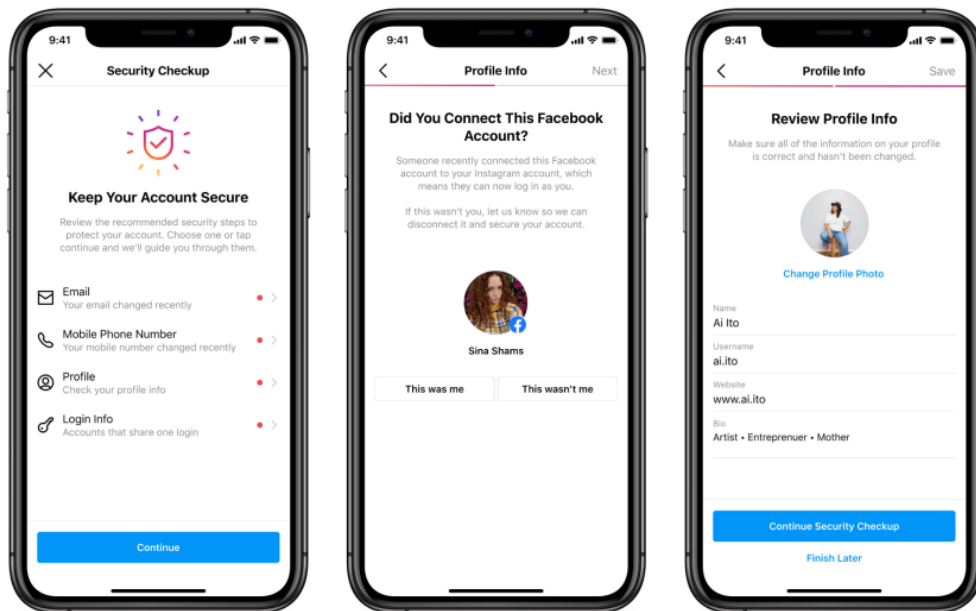 9:41
Security Checkup
Keep Your Account Secure
Review the recommended security steps to
protect your account. Choose one or tap
continue and we'll guide you through them.
Email
Your email changed recently
Mobile Phone Number
Your mobile number changed recently
Profile
Check your profile info
Login Info
Accounts that share one login
Continue
9:41
Profile Info
Next
Did You Connect This Facebook
Account?
Someone recently connected this Facebook
account to your Instagram account, which
means they can now log in as you.
If this wasn't you, let us know so we can
disconnect it and secure your account.
Sina Shams
This was me
This wasn't me
9:41
Profile Info
Save
Review Profile Info
Make sure all of the information on your profile
is correct and hasn't been changed.
Change Profile Photo
Name
Ai Ito
Username
ai.ito
Website
www.ai.ito
Bio
Artist • Entreprenuer • Mother
Continue Security Checkup
Finish Later